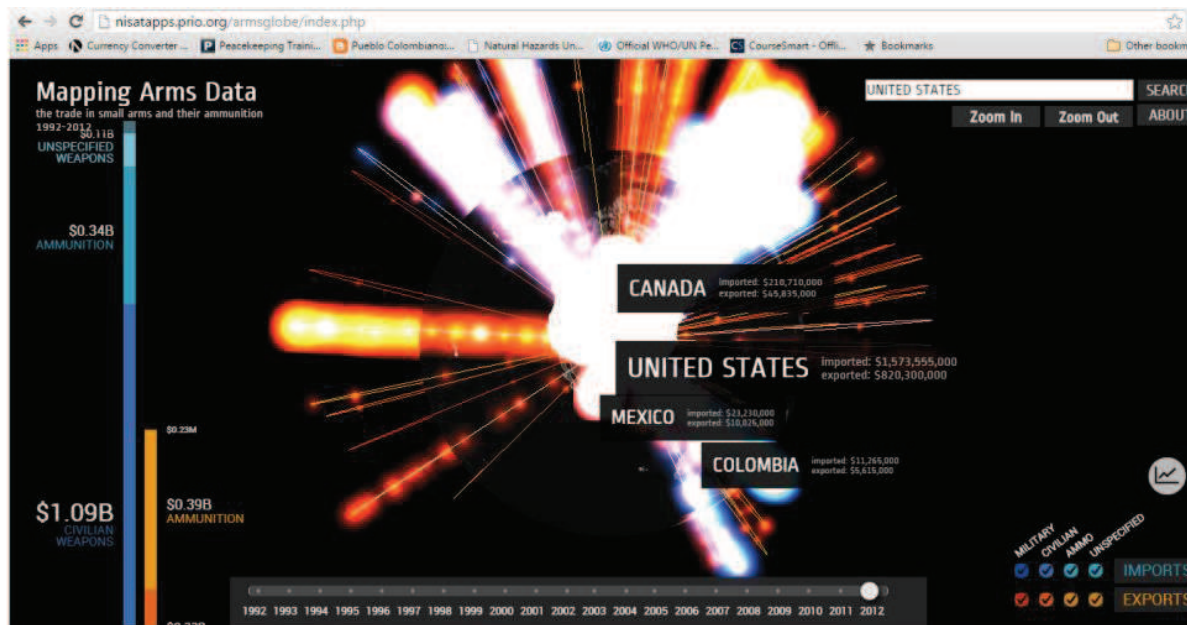 nisatapps.prio.org/armsglobe/index.php
Apps Currency Converter ... Peacekeeping Traini... Pueblo Colombiano: ... Natural Hazards Un... Official WHO/UN Pe... CourseSmart - Offli... Bookmarks Other bookm
Mapping Arms Data
the trade in small arms and their ammunition
1992-2012
UNITED STATES
SEARCH
Zoom In Zoom Out ABOUT
$0.11B
UNSPECIFIED
WEAPONS
$0.34B
AMMUNITION
$1.09B
CIVILIAN
WEAPONS
$0.23M
$0.39B
AMMUNITION
CANADA
imported: $210,710,000
exported: $45,835,000
UNITED STATES
imported: $1,573,555,000
exported: $820,300,000
MEXICO
imported: $23,230,000
exported: $10,025,000
COLOMBIA
imported: $11,265,000
exported: $5,615,000
MILITARY CIVILIAN AMMO UNSPECIFIED
IMPORTS
EXPORTS
1992 1993 1994 1995 1996 1997 1998 1999 2000 2001 2002 2003 2004 2005 2006 2007 2008 2009 2010 2011 2012